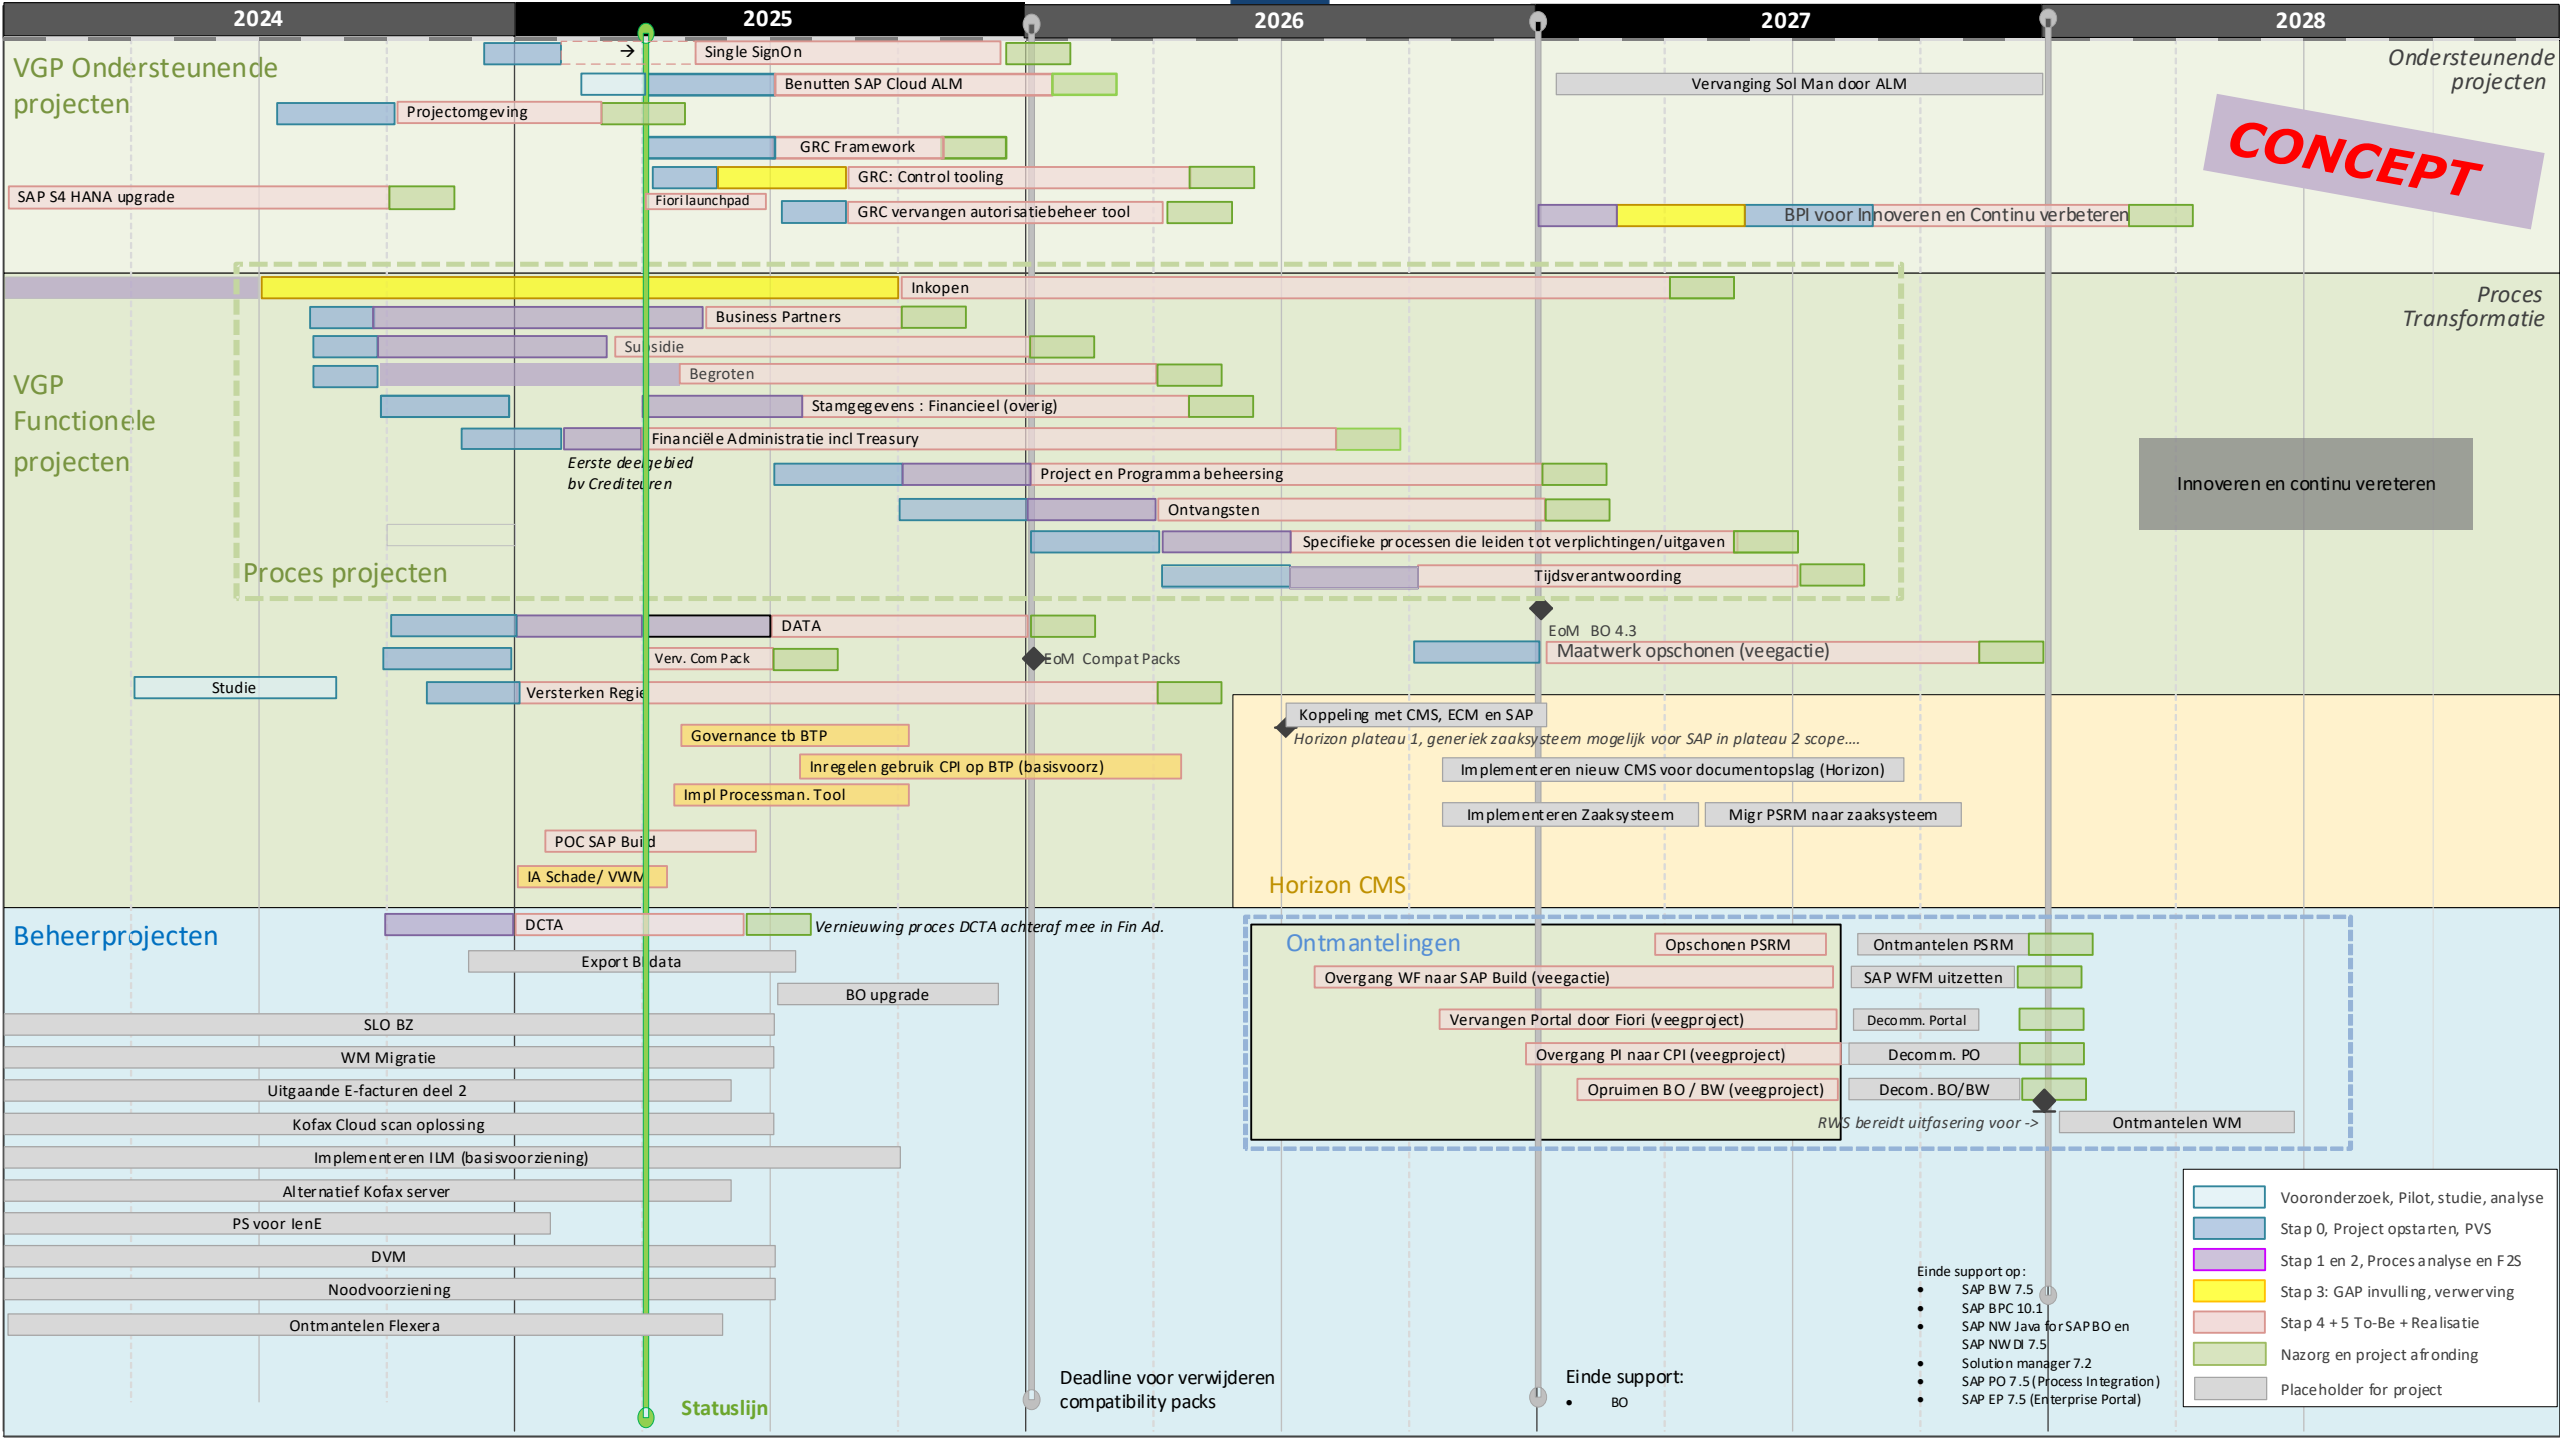 2024
2025
2026
2027
2028
VGP Ondersteunende
projecten
Ondersteunende
projecten
CONCEPT
→
Single SignOn
Benutten SAP Cloud ALM
Vervanging Sol Man door ALM
Projectomgeving
GRC Framework
GRC: Control tooling
SAP S4 HANA upgrade
Fiori launchpad
GRC vervangen autorisatiebeheer tool
BPI voor Innoveren en Continu verbeteren
Proces
Transformatie
VGP
Functionele
projecten
Inkopen
Business Partners
Subsidie
Begroten
Stamgegevens : Financieel (overig)
Financiële Administratie incl Treasury
Eerste deelgebied
bv Crediteuren
Project en Programma beheersing
Innoveren en continu vereteren
Ontvangsten
Specifieke processen die leiden tot verplichtingen/uitgaven
Proces projecten
Tijdsverantwoording
DATA
EoM BO 4.3
Verv. Com Pack
EoM Compat Packs
Maatwerk opschonen (veegactie)
Studie
Versterken Regie
Koppeling met CMS, ECM en SAP
Governance tb BTP
Horizon plateau 1, generiek zaaksysteem mogelijk voor SAP in plateau 2 scope....
Inregelen gebruik CPI op BTP (basisvoorz)
Implementeren nieuw CMS voor documentopslag (Horizon)
Impl Processman. Tool
Implementeren Zaaksysteem
Migr PSRM naar zaaksysteem
POC SAP Build
IA Schade/ VWM
Horizon CMS
Beheerprojecten
DCTA
Vernieuwing proces DCTA achteraf mee in Fin Ad.
Ontmantelingen
Opschonen PSRM
Ontmantelen PSRM
Export BI data
Overgang WF naar SAP Build (veegactie)
SAP WFM uitzetten
BO upgrade
SLO BZ
Vervangen Portal door Fiori (veegproject)
Decomm. Portal
WM Migratie
Overgang PI naar CPI (veegproject)
Decomm. PO
Uitgaande E-facturen deel 2
Opruimen BO / BW (veegproject)
Decom. BO/BW
Kofax Cloud scan oplossing
RWS bereidt uitfasering voor ->
Ontmantelen WM
Implementeren ILM (basisvoorziening)
Alternatief Kofax server
PS voor IenE
DVM
Noodvoorziening
Ontmantelen Flexera
Statuslijn
Deadline voor verwijderen
compatibility packs
Einde support:
• BO
Einde support op:
• SAP BW 7.5
• SAP BPC 10.1
• SAP NW Java for SAP BO en
SAP NWDI 7.5
• Solution manager 7.2
• SAP PO 7.5 (Process Integration)
• SAP EP 7.5 (Enterprise Portal)
Vooronderzoek, Pilot, studie, analyse
Stap 0, Project opstarten, PVS
Stap 1 en 2, Proces analyse en F2S
Stap 3: GAP invulling, verwerving
Stap 4 + 5 To-Be + Realisatie
Nazorg en project afronding
Placeholder for project